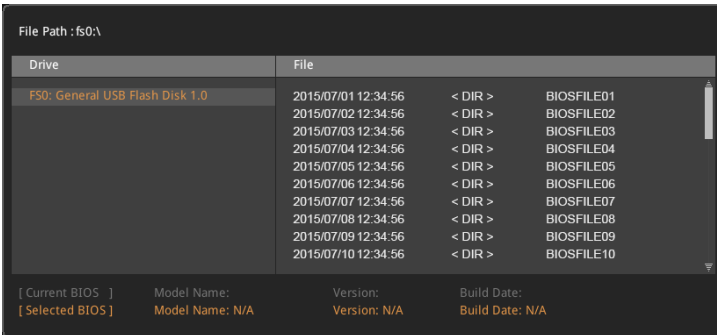 File Path : fs0:\
Drive File
FS0: General USB Flash Disk 1.0
2015/07/01 12:34:56 < DIR > BIOSFILE01
2015/07/02 12:34:56 < DIR > BIOSFILE02
2015/07/03 12:34:56 < DIR > BIOSFILE03
2015/07/04 12:34:56 < DIR > BIOSFILE04
2015/07/05 12:34:56 < DIR > BIOSFILE05
2015/07/06 12:34:56 < DIR > BIOSFILE06
2015/07/07 12:34:56 < DIR > BIOSFILE07
2015/07/08 12:34:56 < DIR > BIOSFILE08
2015/07/09 12:34:56 < DIR > BIOSFILE09
2015/07/10 12:34:56 < DIR > BIOSFILE10
[ Current BIOS ] Model Name: Version: Build Date:
[ Selected BIOS ] Model Name: N/A Version: N/A Build Date: N/A